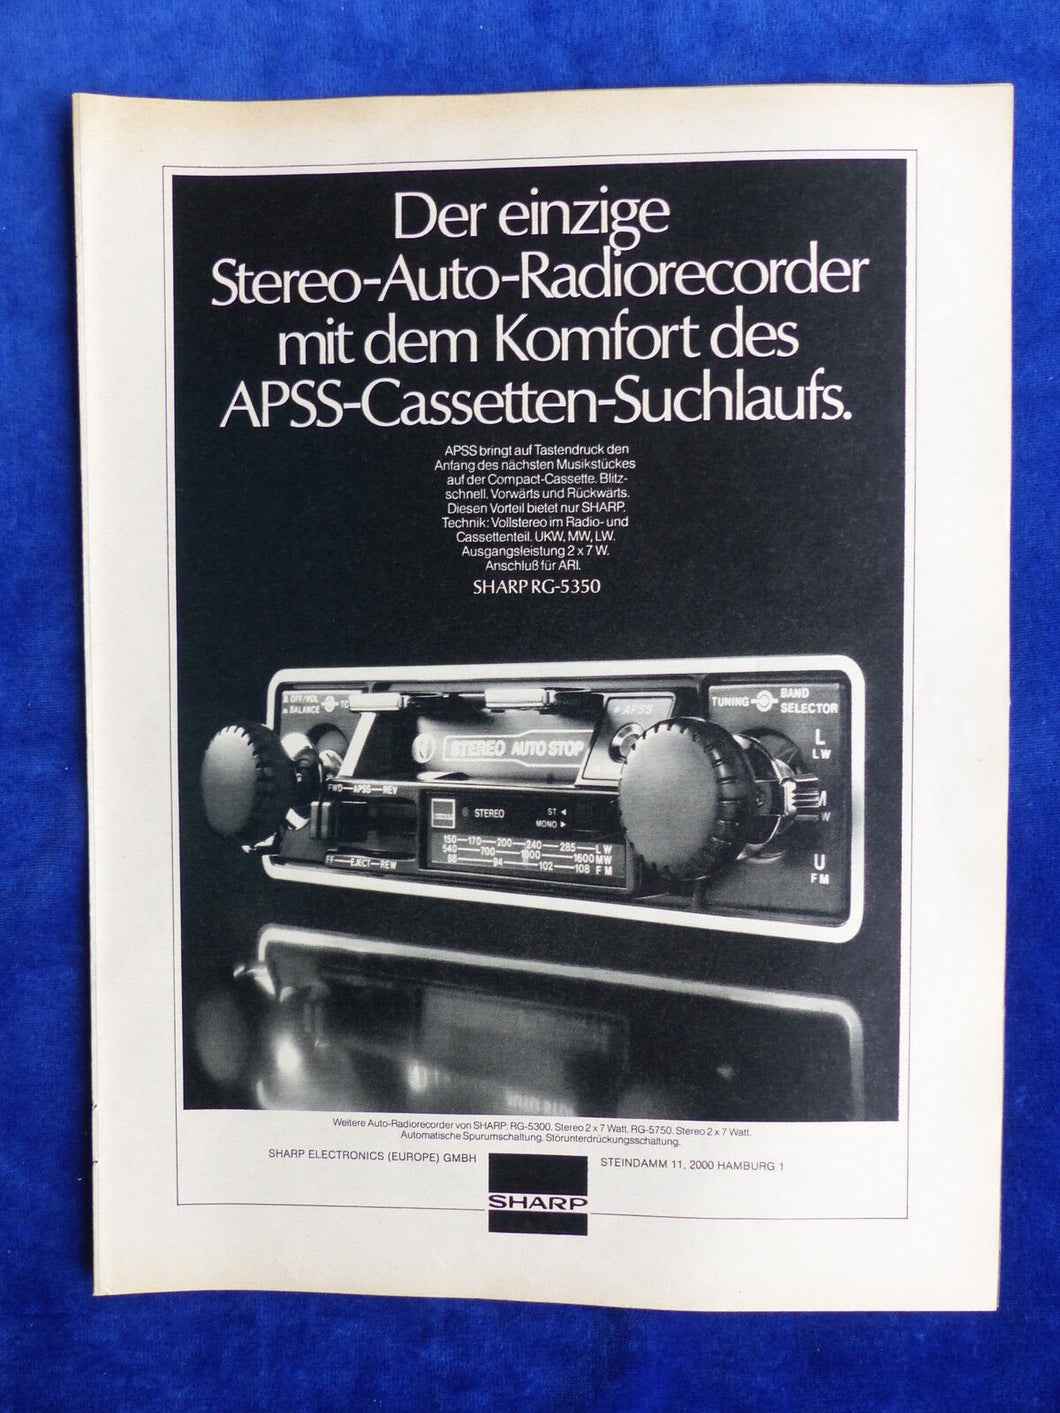 Der einzige
Stereo-Auto-Radiorecorder
mit dem Komfort des
APSS-Cassetten-Suchlaufs.
APSS bringt auf Tastendruck den
Anfang des nächsten Musikstückes
auf der Compact-Cassette. Blitz-
schnell. Vorwärts und Rückwärts.
Diesen Vorteil bietet nur SHARP.
Technik: Vollstereo im Radio- und
Cassettenteil. UKW, MW, LW.
Ausgangsleistung 2 x 7 W.
Anschluß für ARI.
SHARP RG-5350
OFF/VOL
BALANCE TC
STEREO AUTO STOP
APSS
TUNING BAND
SELECTOR
L
LW
M
W
U
FM
FWD-APSS-REV
FF-EJECT-REW
STEREO
ST ◄
MONO ►
150-170-200-240-285-LW
540 700 1000 1600 MW
88 94 102 108 FM
Weitere Auto-Radiorecorder von SHARP: RG-5300. Stereo 2 x 7 Watt. RG-5750. Stereo 2 x 7 Watt.
Automatische Spurumschaltung. Störunterdrückungsschaltung.
SHARP ELECTRONICS (EUROPE) GMBH
STEINDAMM 11, 2000 HAMBURG 1
SHARP